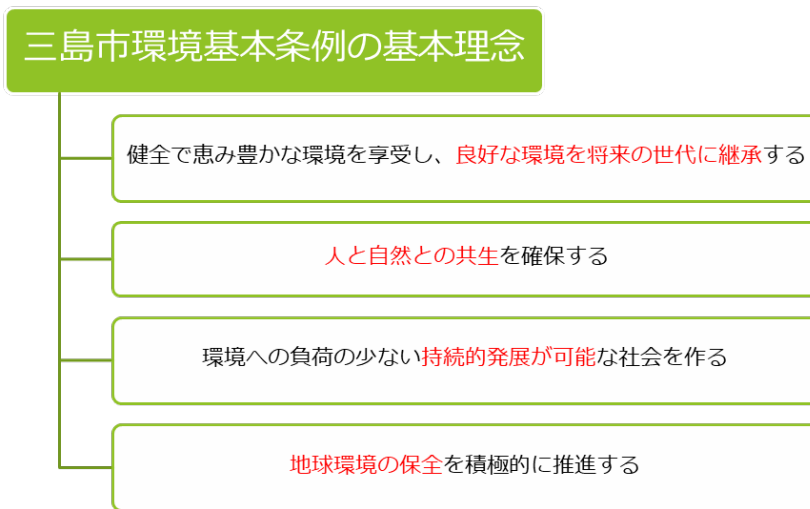 三島市環境基本条例の基本理念
健全で恵み豊かな環境を享受し、良好な環境を将来の世代に継承する
人と自然との共生を確保する
環境への負荷の少ない持続的発展が可能な社会を作る
地球環境の保全を積極的に推進する